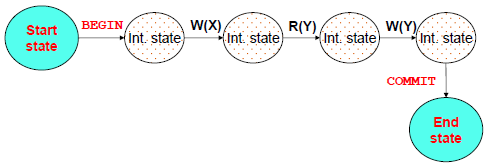 Start
state
BEGIN
Int. state
W(X)
Int. state
R(Y)
Int. state
W(Y)
Int. state
COMMIT
End
state